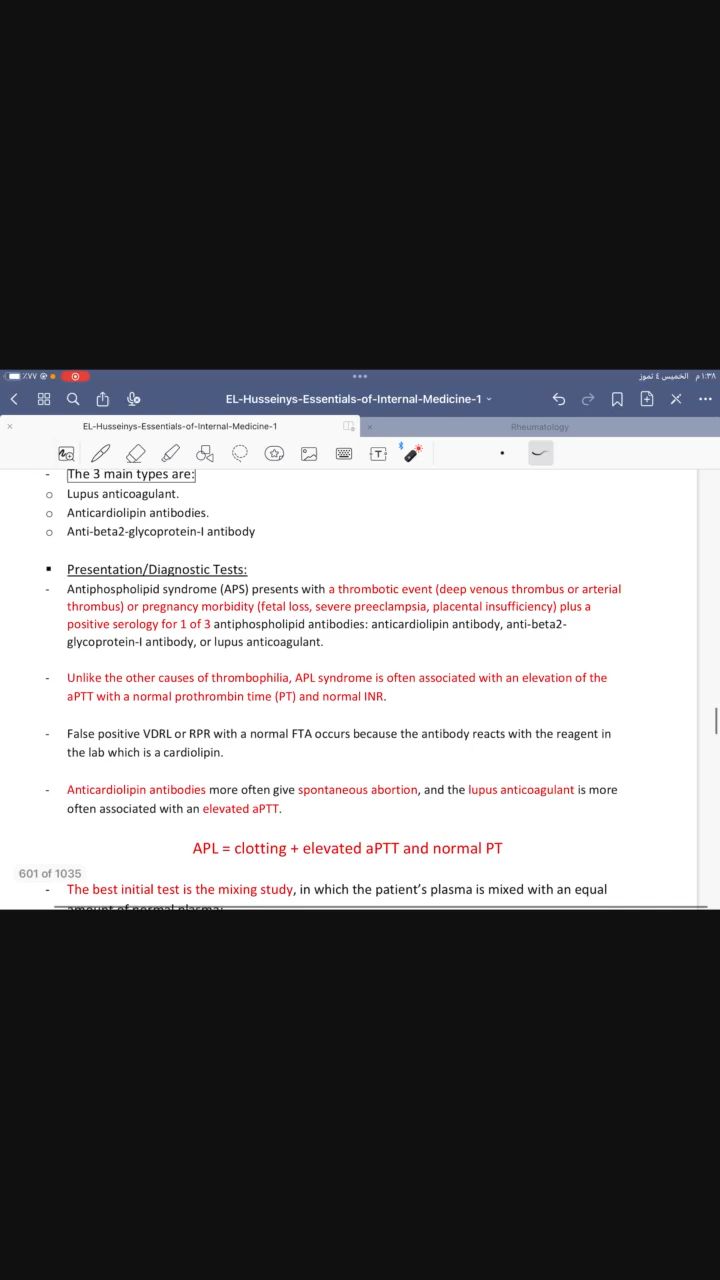 ٪٧٧
١:٣٨ م الخميس ٤ تموز
EL-Husseinys-Essentials-of-Internal-Medicine-1
EL-Husseinys-Essentials-of-Internal-Medicine-1
Rheumatology
- The 3 main types are:
o Lupus anticoagulant.
o Anticardiolipin antibodies.
o Anti-beta2-glycoprotein-I antibody
▪ Presentation/Diagnostic Tests:
- Antiphospholipid syndrome (APS) presents with a thrombotic event (deep venous thrombus or arterial
thrombus) or pregnancy morbidity (fetal loss, severe preeclampsia, placental insufficiency) plus a
positive serology for 1 of 3 antiphospholipid antibodies: anticardiolipin antibody, anti-beta2-
glycoprotein-I antibody, or lupus anticoagulant.
- Unlike the other causes of thrombophilia, APL syndrome is often associated with an elevation of the
aPTT with a normal prothrombin time (PT) and normal INR.
- False positive VDRL or RPR with a normal FTA occurs because the antibody reacts with the reagent in
the lab which is a cardiolipin.
- Anticardiolipin antibodies more often give spontaneous abortion, and the lupus anticoagulant is more
often associated with an elevated aPTT.
APL = clotting + elevated aPTT and normal PT
601 of 1035
- The best initial test is the mixing study, in which the patient's plasma is mixed with an equal
amount of normal plasma: